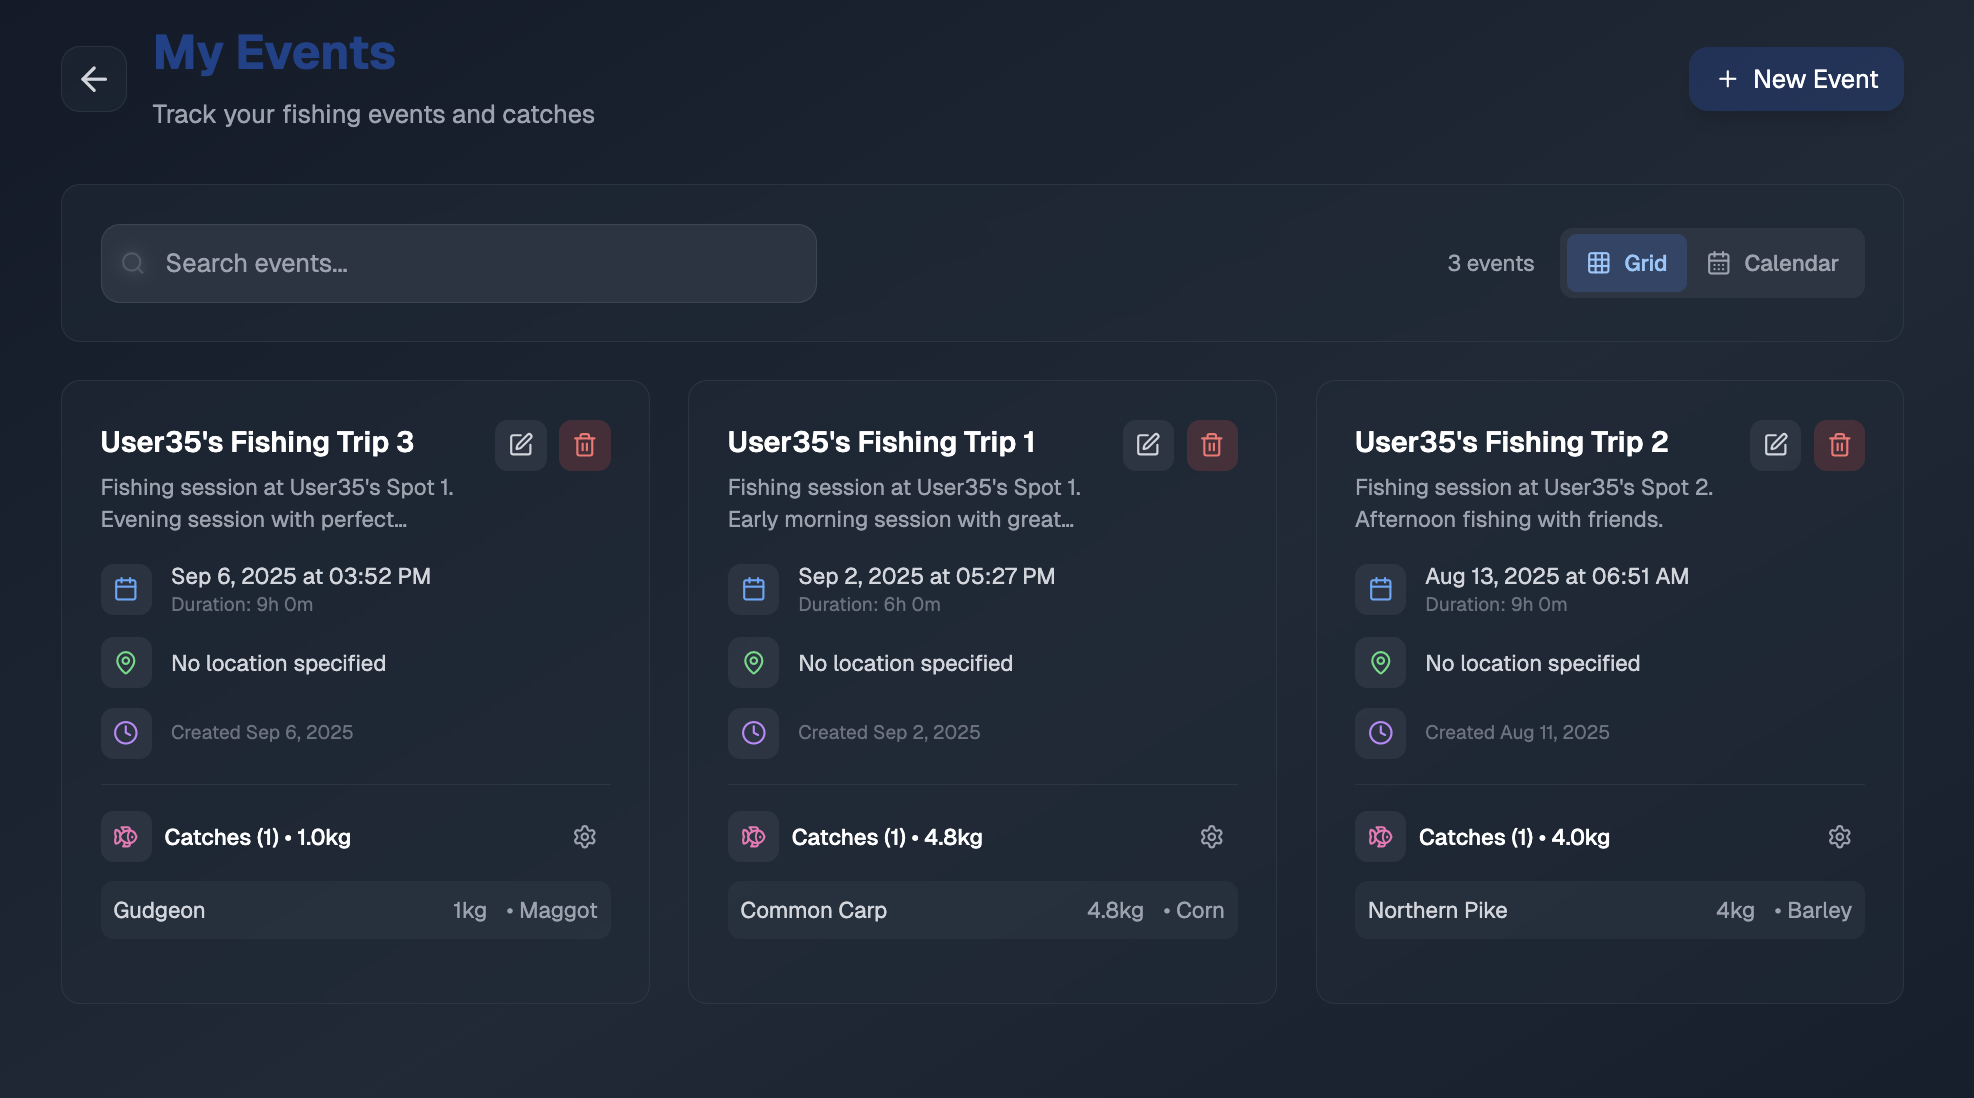 My Events
Track your fishing events and catches
New Event
Search events...
3 events
Grid
Calendar
User35's Fishing Trip 3
Fishing session at User35's Spot 1.
Evening session with perfect...
Sep 6, 2025 at 03:52 PM
Duration: 9h 0m
No location specified
Created Sep 6, 2025
Catches (1) • 1.0kg
Gudgeon 1kg • Maggot
User35's Fishing Trip 1
Fishing session at User35's Spot 1.
Early morning session with great...
Sep 2, 2025 at 05:27 PM
Duration: 6h 0m
No location specified
Created Sep 2, 2025
Catches (1) • 4.8kg
Common Carp 4.8kg • Corn
User35's Fishing Trip 2
Fishing session at User35's Spot 2.
Afternoon fishing with friends.
Aug 13, 2025 at 06:51 AM
Duration: 9h 0m
No location specified
Created Aug 11, 2025
Catches (1) • 4.0kg
Northern Pike 4kg • Barley